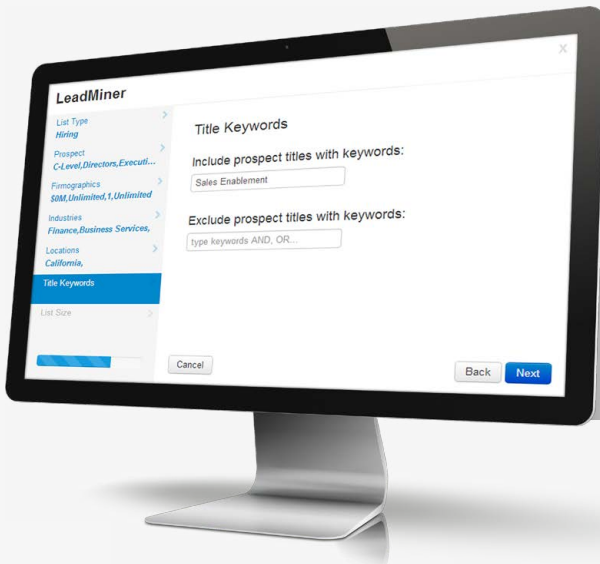 LeadMiner
X
List Type
Hiring
Prospect
C-Level,Directors,Executi...
Firmographics
$0M,Unlimited,1,Unlimited
Industries
Finance,Business Services,
Locations
California,
Title Keywords
List Size
Title Keywords
Include prospect titles with keywords:
Sales Enablement
Exclude prospect titles with keywords:
type keywords AND, OR...
Cancel
Back
Next